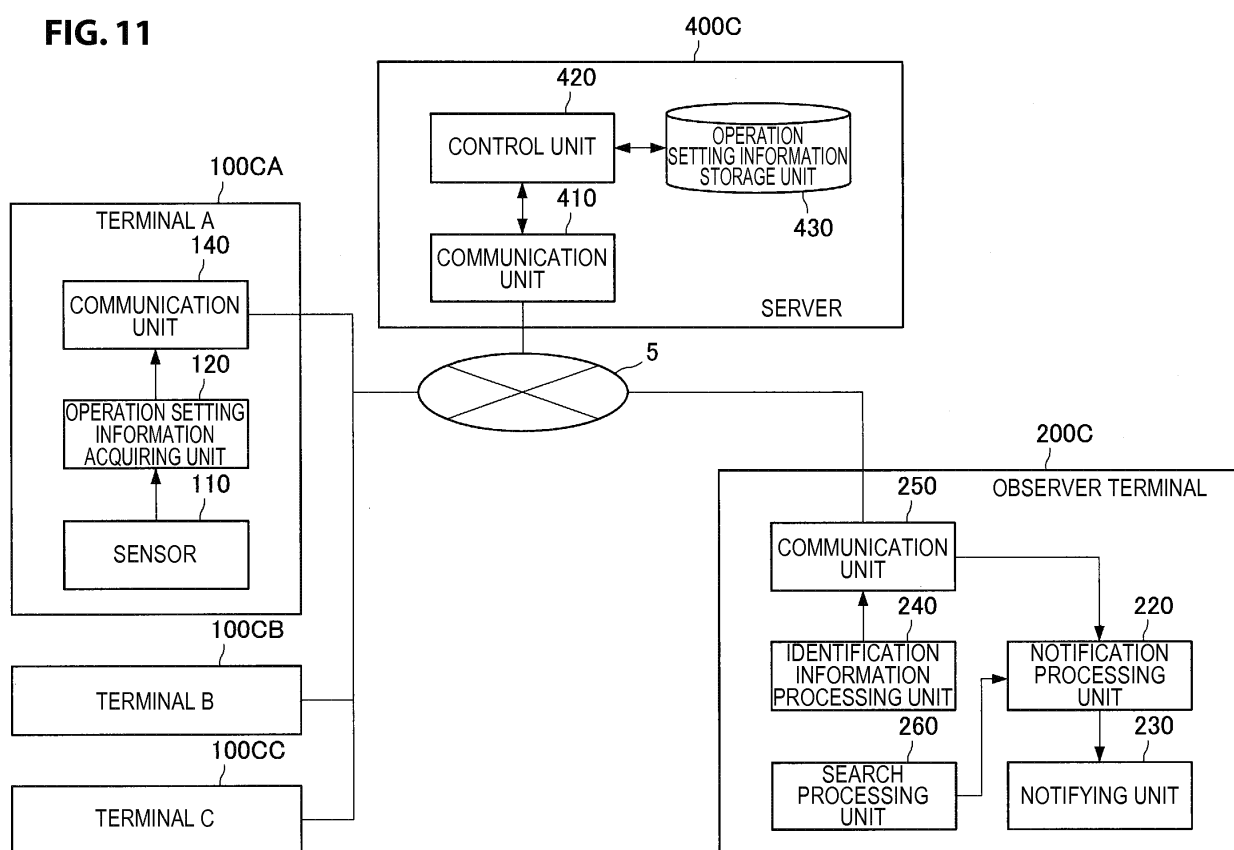 FIG. 11
400C
420
CONTROL UNIT
OPERATION
SETTING INFORMATION
STORAGE UNIT
430
410
COMMUNICATION
UNIT
SERVER
100CA
TERMINAL A
140
COMMUNICATION
UNIT
120
OPERATION SETTING
INFORMATION
ACQUIRING UNIT
110
SENSOR
5
100CB
TERMINAL B
100CC
TERMINAL C
200C
OBSERVER TERMINAL
250
COMMUNICATION
UNIT
240
IDENTIFICATION
INFORMATION
PROCESSING UNIT
220
NOTIFICATION
PROCESSING
UNIT
260
SEARCH
PROCESSING
UNIT
230
NOTIFYING UNIT